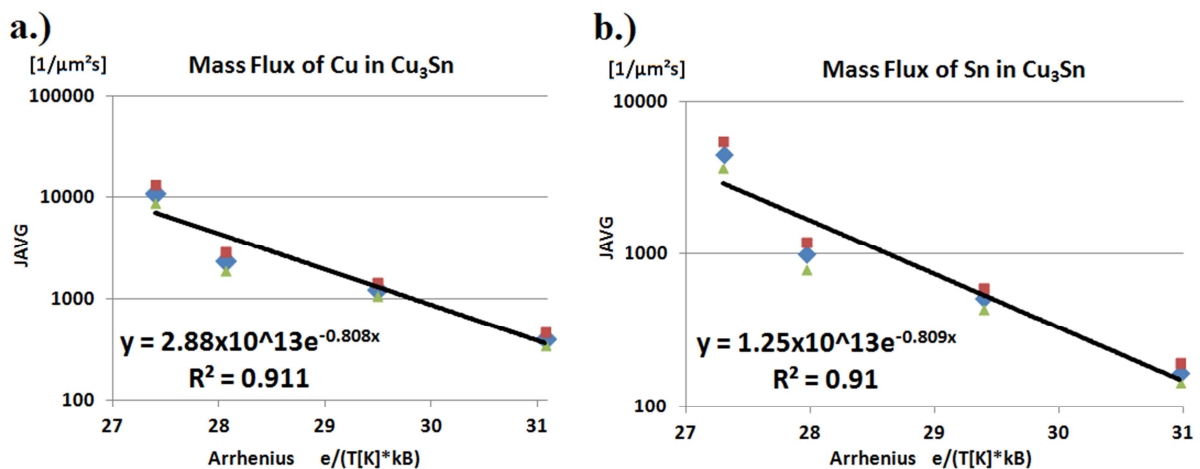 a.)
[1/µm²s]
Mass Flux of Cu in Cu₃Sn
100000
10000
1000
100
JAVG
y = 2.88x10^13e^-0.808x
R² = 0.911
27 28 29 30 31
Arrhenius e/(T[K]*kB)
b.)
[1/µm²s]
Mass Flux of Sn in Cu₃Sn
10000
1000
100
JAVG
y = 1.25x10^13e^-0.809x
R² = 0.91
27 28 29 30 31
Arrhenius e/(T[K]*kB)